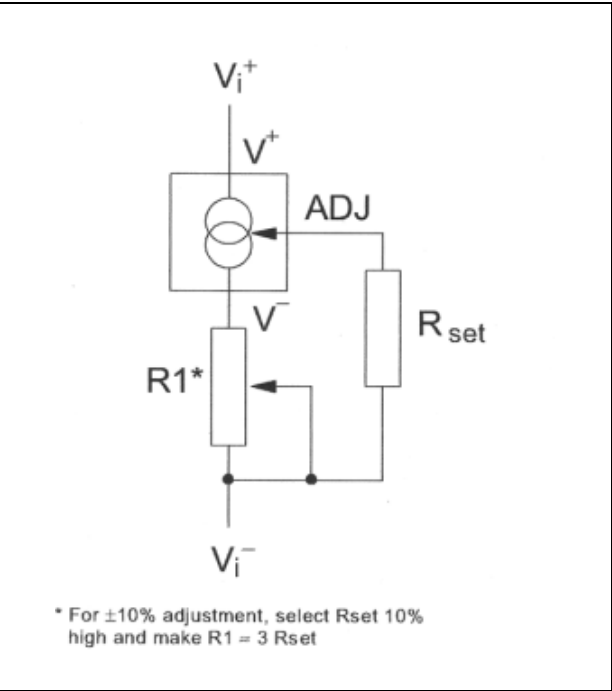 Vi+
V+
ADJ
V−
Rset
R1*
Vi−
* For ±10% adjustment, select Rset 10%
high and make R1 = 3 Rset